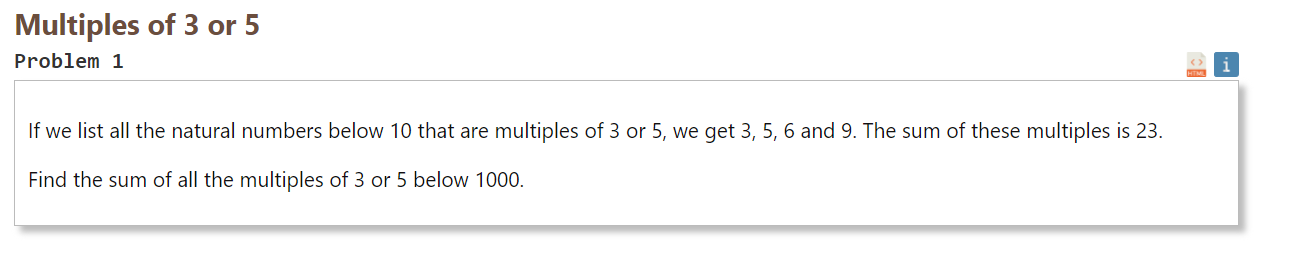 Multiples of 3 or 5
Problem 1
HTML
i
If we list all the natural numbers below 10 that are multiples of 3 or 5, we get 3, 5, 6 and 9. The sum of these multiples is 23.
Find the sum of all the multiples of 3 or 5 below 1000.